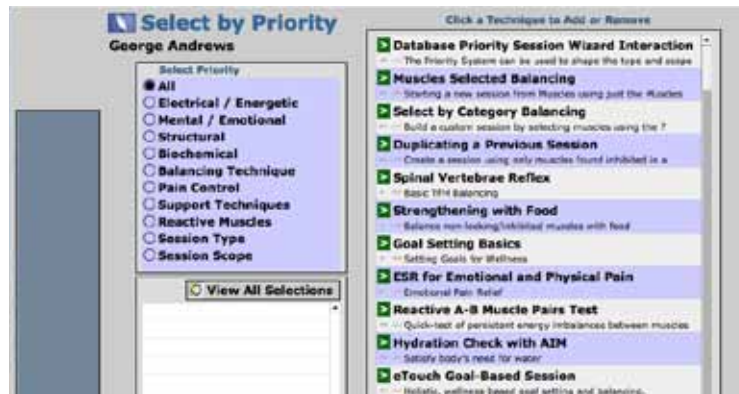 Select by Priority
George Andrews
Select Priority
All
Electrical / Energetic
Mental / Emotional
Structural
Biochemical
Balancing Technique
Pain Control
Support Techniques
Reactive Muscles
Session Type
Session Scope
View All Selections
Click a Technique to Add or Remove
Database Priority Session Wizard Interaction
The Priority System can be used to shape the type and scope
Muscles Selected Balancing
Starting a new session from Muscles using just the Muscles
Select by Category Balancing
Build a custom session by selecting muscles using the ?
Duplicating a Previous Session
Create a session using only muscles found inhibited in a
Spinal Vertebrae Reflex
Basic TFH Balancing
Strengthening with Food
Balance non-locking/inhibited muscles with food
Goal Setting Basics
Setting Goals for Wellness
ESR for Emotional and Physical Pain
Emotional Pain Relief
Reactive A-B Muscle Pairs Test
Quick-test of persistent energy imbalances between muscles
Hydration Check with AIM
Satisfy body's need for water
eTouch Goal-Based Session
Holistic, wellness based goal setting and balancing.